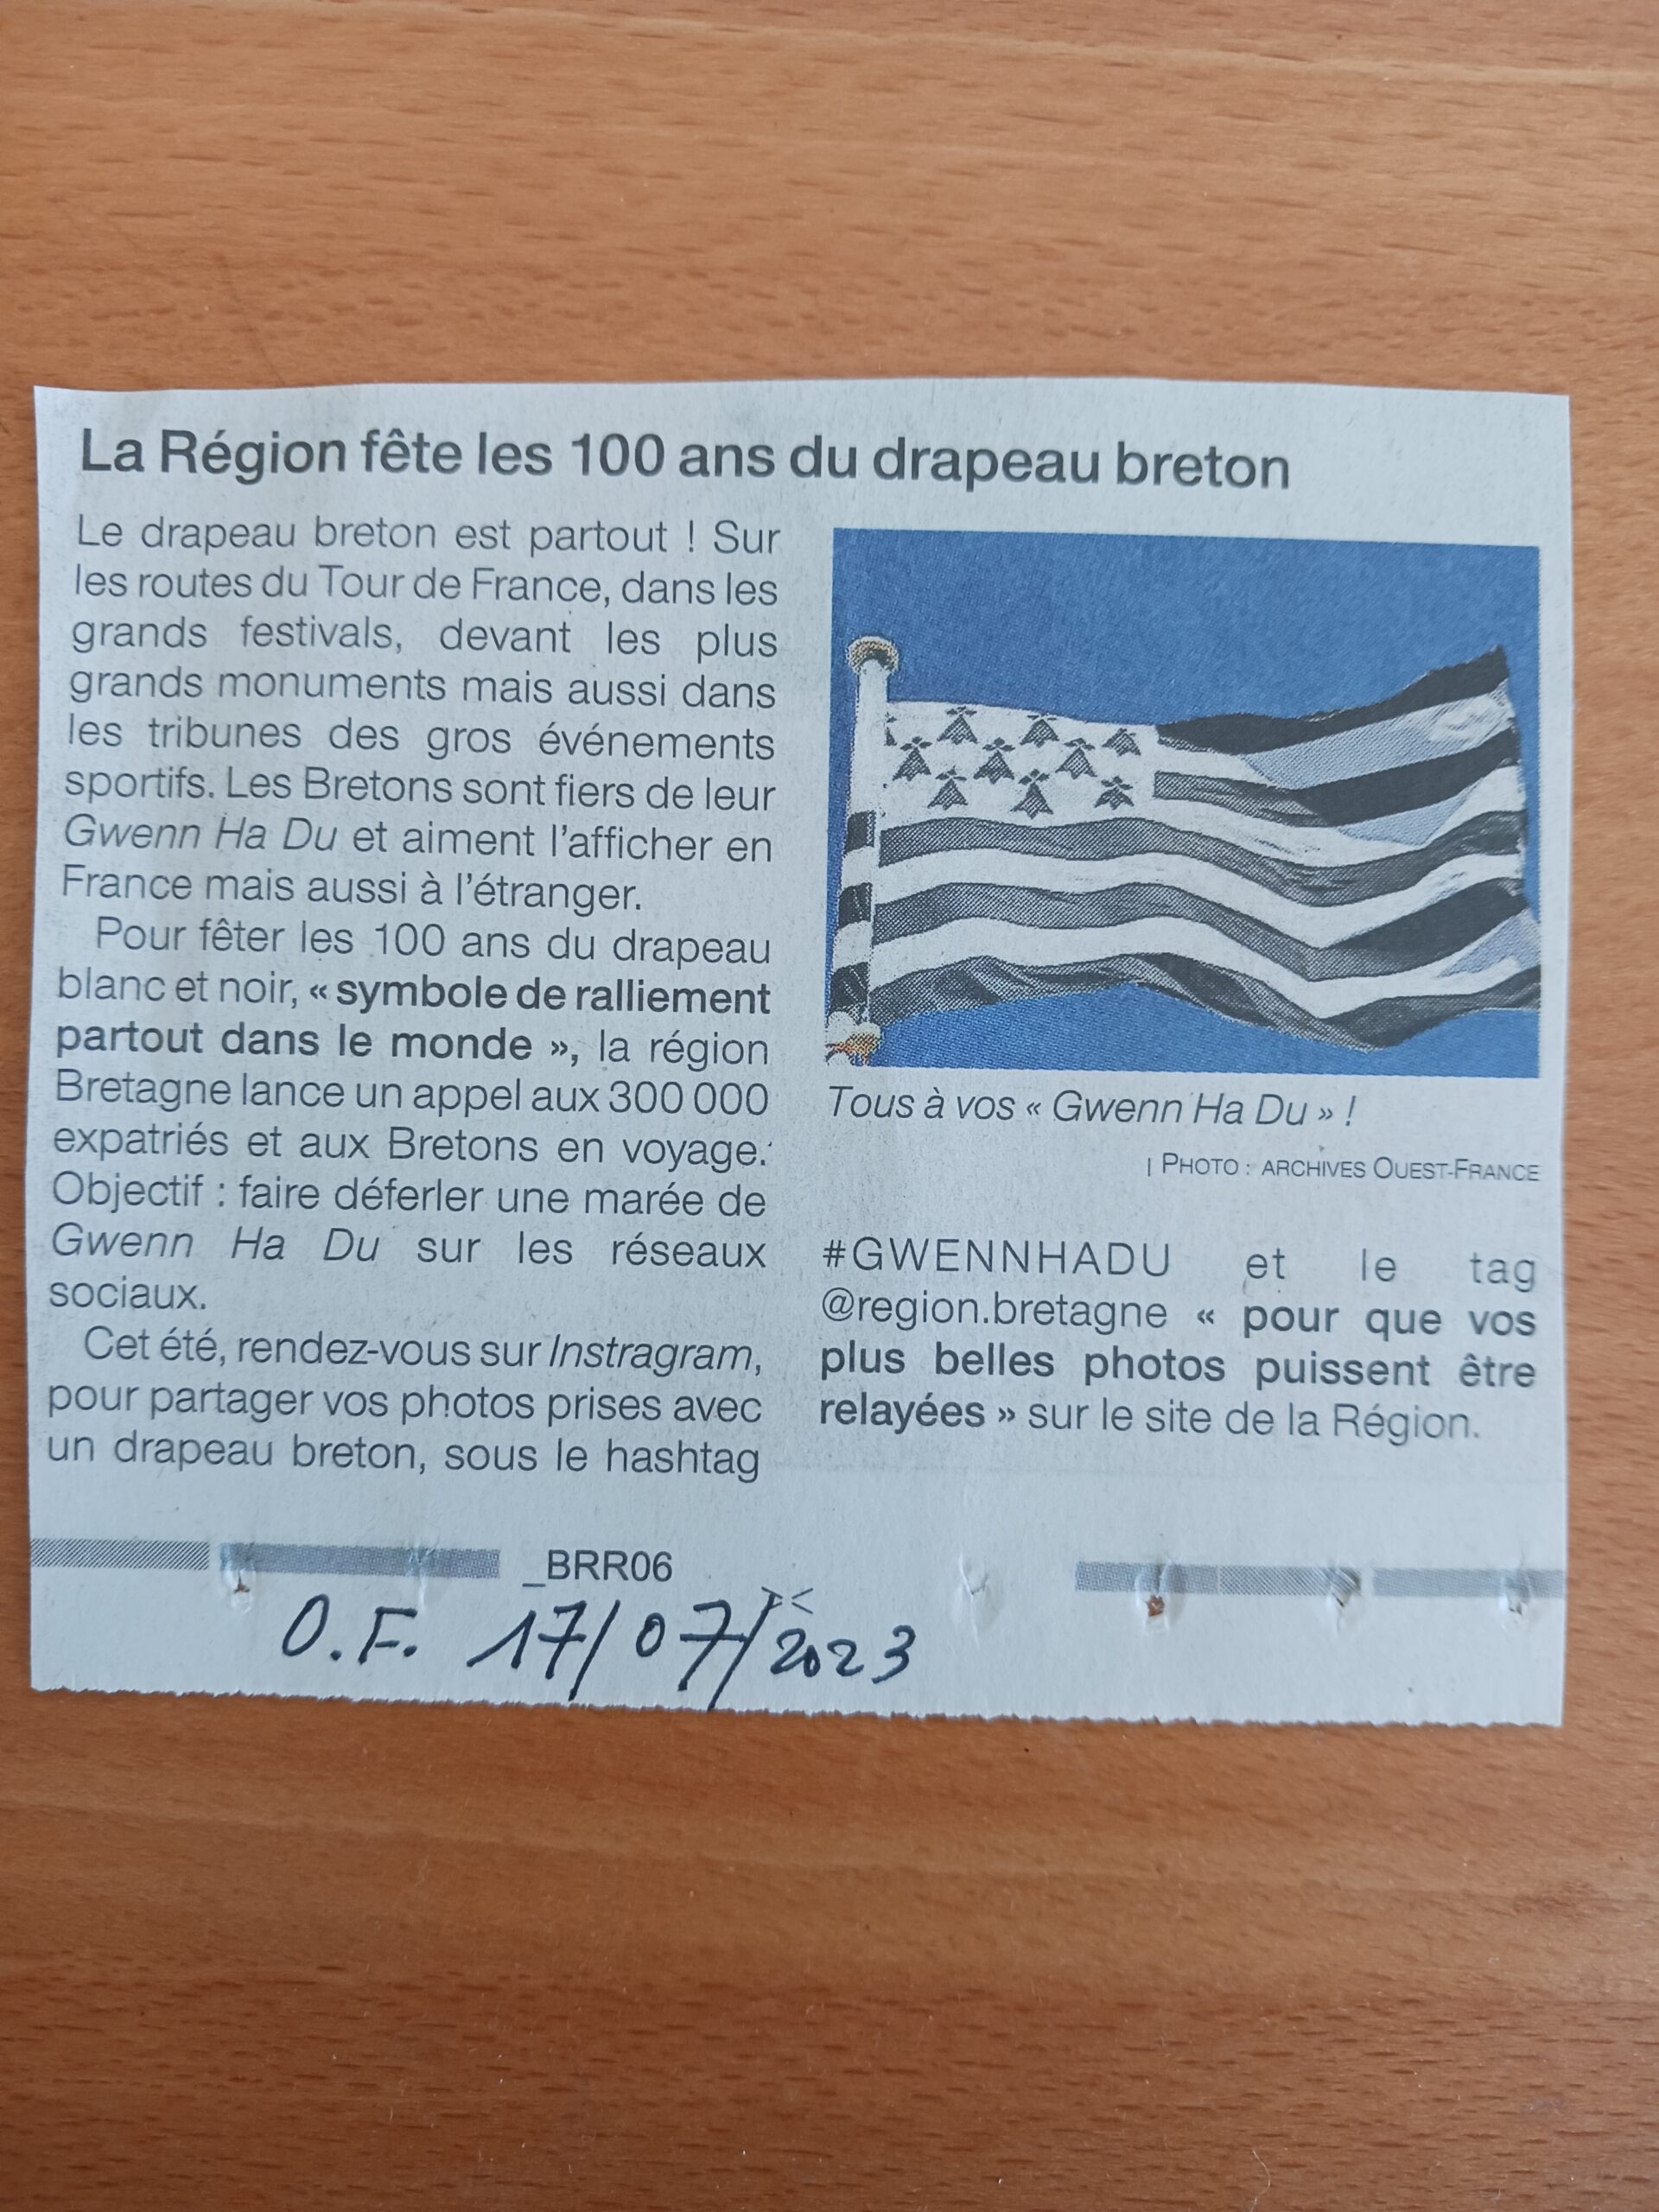 La Région fête les 100 ans du drapeau breton
Le drapeau breton est partout ! Sur
les routes du Tour de France, dans les
grands festivals, devant les plus
grands monuments mais aussi dans
les tribunes des gros événements
sportifs. Les Bretons sont fiers de leur
Gwenn Ha Du et aiment l'afficher en
France mais aussi à l'étranger.
Pour fêter les 100 ans du drapeau
blanc et noir, « symbole de ralliement
partout dans le monde », la région
Bretagne lance un appel aux 300 000
expatriés et aux Bretons en voyage.
Objectif : faire déferler une marée de
Gwenn Ha Du sur les réseaux
sociaux.
Cet été, rendez-vous sur Instragram,
pour partager vos photos prises avec
un drapeau breton, sous le hashtag
Tous à vos « Gwenn Ha Du » !
| PHOTO : ARCHIVES OUEST-FRANCE
#GWENNHADU et le tag
@region.bretagne « pour que vos
plus belles photos puissent être
relayées » sur le site de la Région.
_BRR06
O.F. 17/07/2023